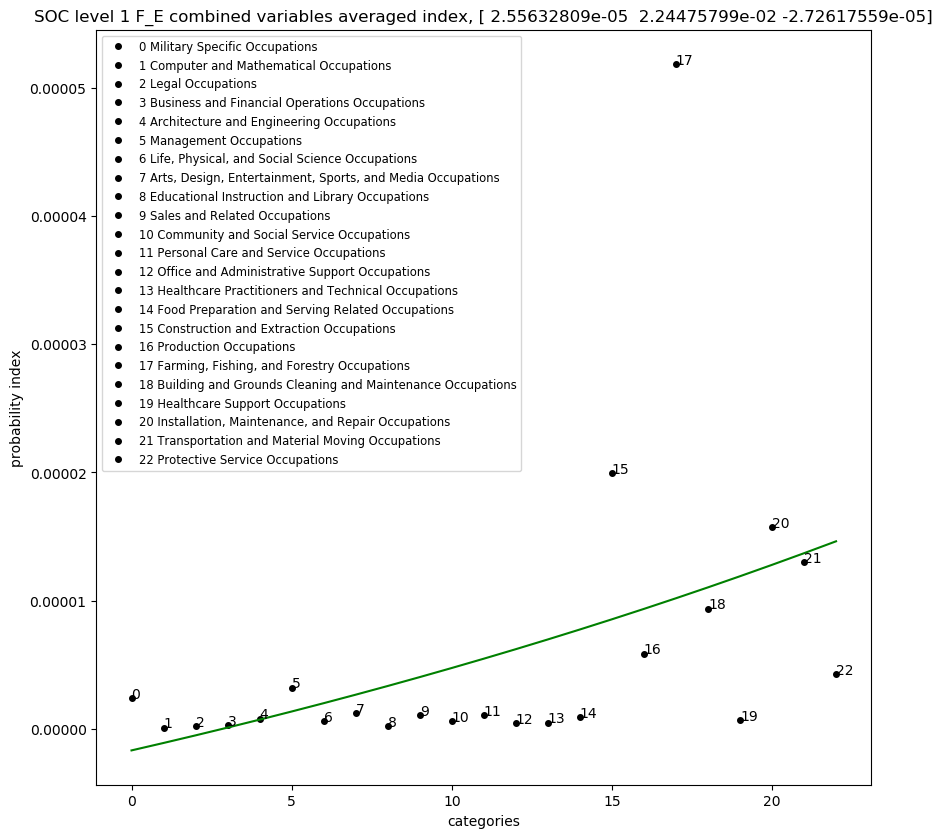 SOC level 1 F_E combined variables averaged index, [ 2.55632809e-05  2.24475799e-02 -2.72617559e-05]
0 Military Specific Occupations
1 Computer and Mathematical Occupations
2 Legal Occupations
3 Business and Financial Operations Occupations
4 Architecture and Engineering Occupations
5 Management Occupations
6 Life, Physical, and Social Science Occupations
7 Arts, Design, Entertainment, Sports, and Media Occupations
8 Educational Instruction and Library Occupations
9 Sales and Related Occupations
10 Community and Social Service Occupations
11 Personal Care and Service Occupations
12 Office and Administrative Support Occupations
13 Healthcare Practitioners and Technical Occupations
14 Food Preparation and Serving Related Occupations
15 Construction and Extraction Occupations
16 Production Occupations
17 Farming, Fishing, and Forestry Occupations
18 Building and Grounds Cleaning and Maintenance Occupations
19 Healthcare Support Occupations
20 Installation, Maintenance, and Repair Occupations
21 Transportation and Material Moving Occupations
22 Protective Service Occupations
probability index
0.00005
0.00004
0.00003
0.00002
0.00001
0.00000
0
1
2
3
4
5
6
7
8
9
10
11
12
13
14
15
16
17
18
19
20
21
22
0
5
10
15
20
categories